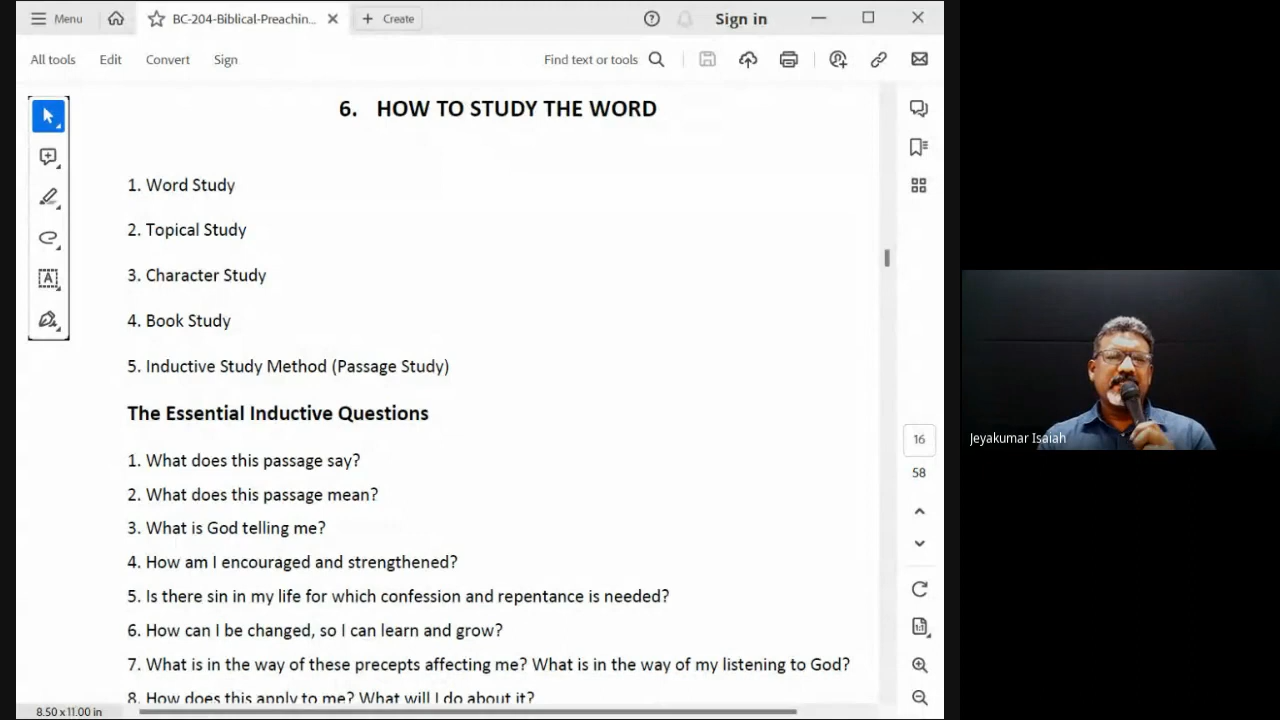 Menu
BC-204-Biblical-Preachin...
Create
Sign in
All tools
Edit
Convert
Sign
Find text or tools
6. HOW TO STUDY THE WORD
1. Word Study
2. Topical Study
3. Character Study
4. Book Study
5. Inductive Study Method (Passage Study)
The Essential Inductive Questions
1. What does this passage say?
2. What does this passage mean?
3. What is God telling me?
4. How am I encouraged and strengthened?
5. Is there sin in my life for which confession and repentance is needed?
6. How can I be changed, so I can learn and grow?
7. What is in the way of these precepts affecting me? What is in the way of my listening to God?
8. How does this apply to me? What will I do about it?
16
58
8.50 x 11.00 in
Jeyakumar Isaiah